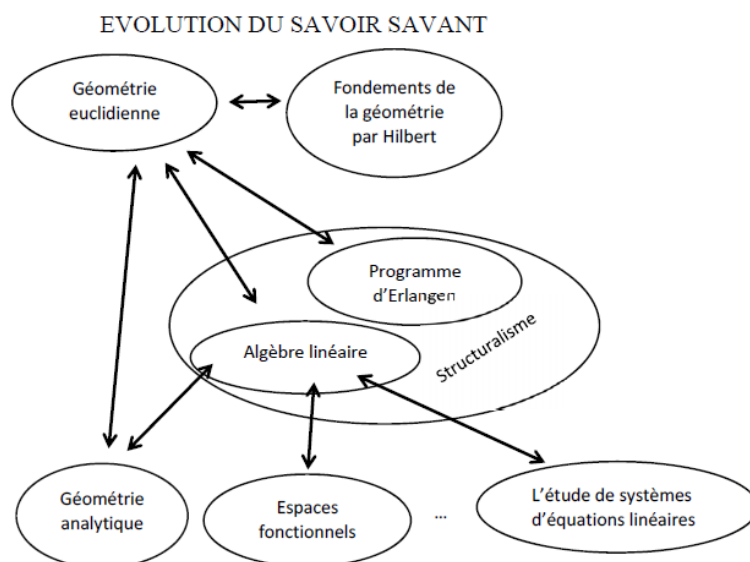 EVOLUTION DU SAVOIR SAVANT
Géométrie
euclidienne
Fondements de
la géométrie
par Hilbert
Programme
d'Erlangen
Algèbre linéaire
Structuralisme
Géométrie
analytique
Espaces
fonctionnels
...
L'étude de systèmes
d'équations linéaires